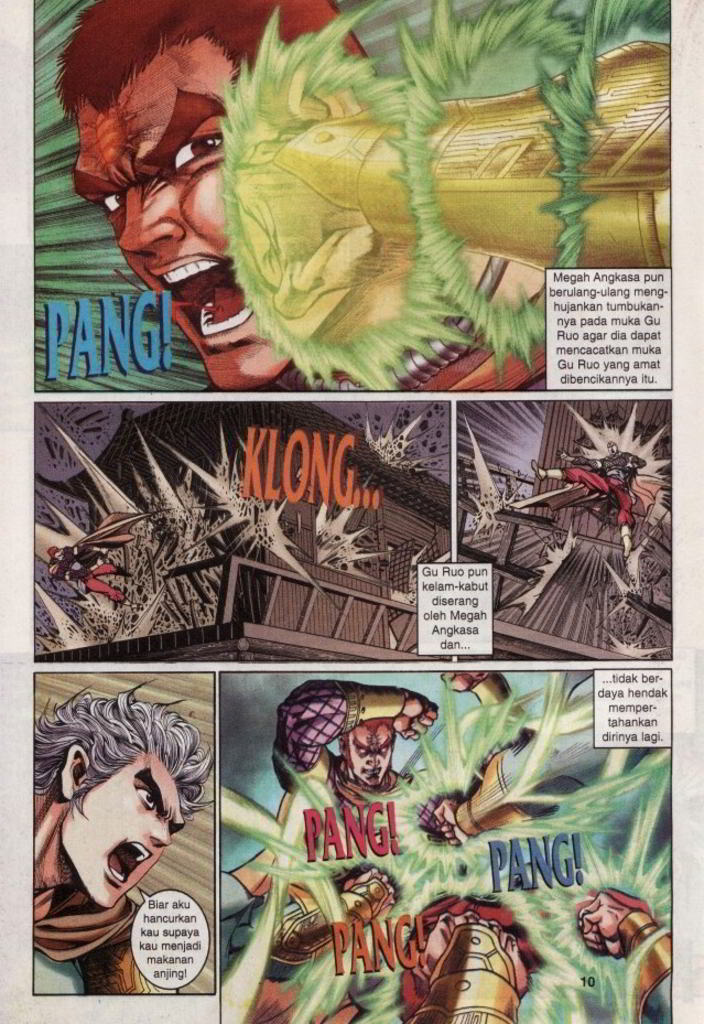 PANG!
Megah Angkasa pun
berulang-ulang meng-
hujankan tumbukan-
nya pada muka Gu
Ruo agar dia dapat
mencacatkan muka
Gu Ruo yang amat
dibencikannya itu.
KLONG...
Gu Ruo pun
kelam-kabut
diserang
oleh Megah
Angkasa
dan...
...tidak ber-
daya hendak
memper-
tahankan
dirinya lagi.
Biar aku
hancurkan
kau supaya
kau menjadi
makanan
anjing!
PANG!
PANG!
PANG!
10